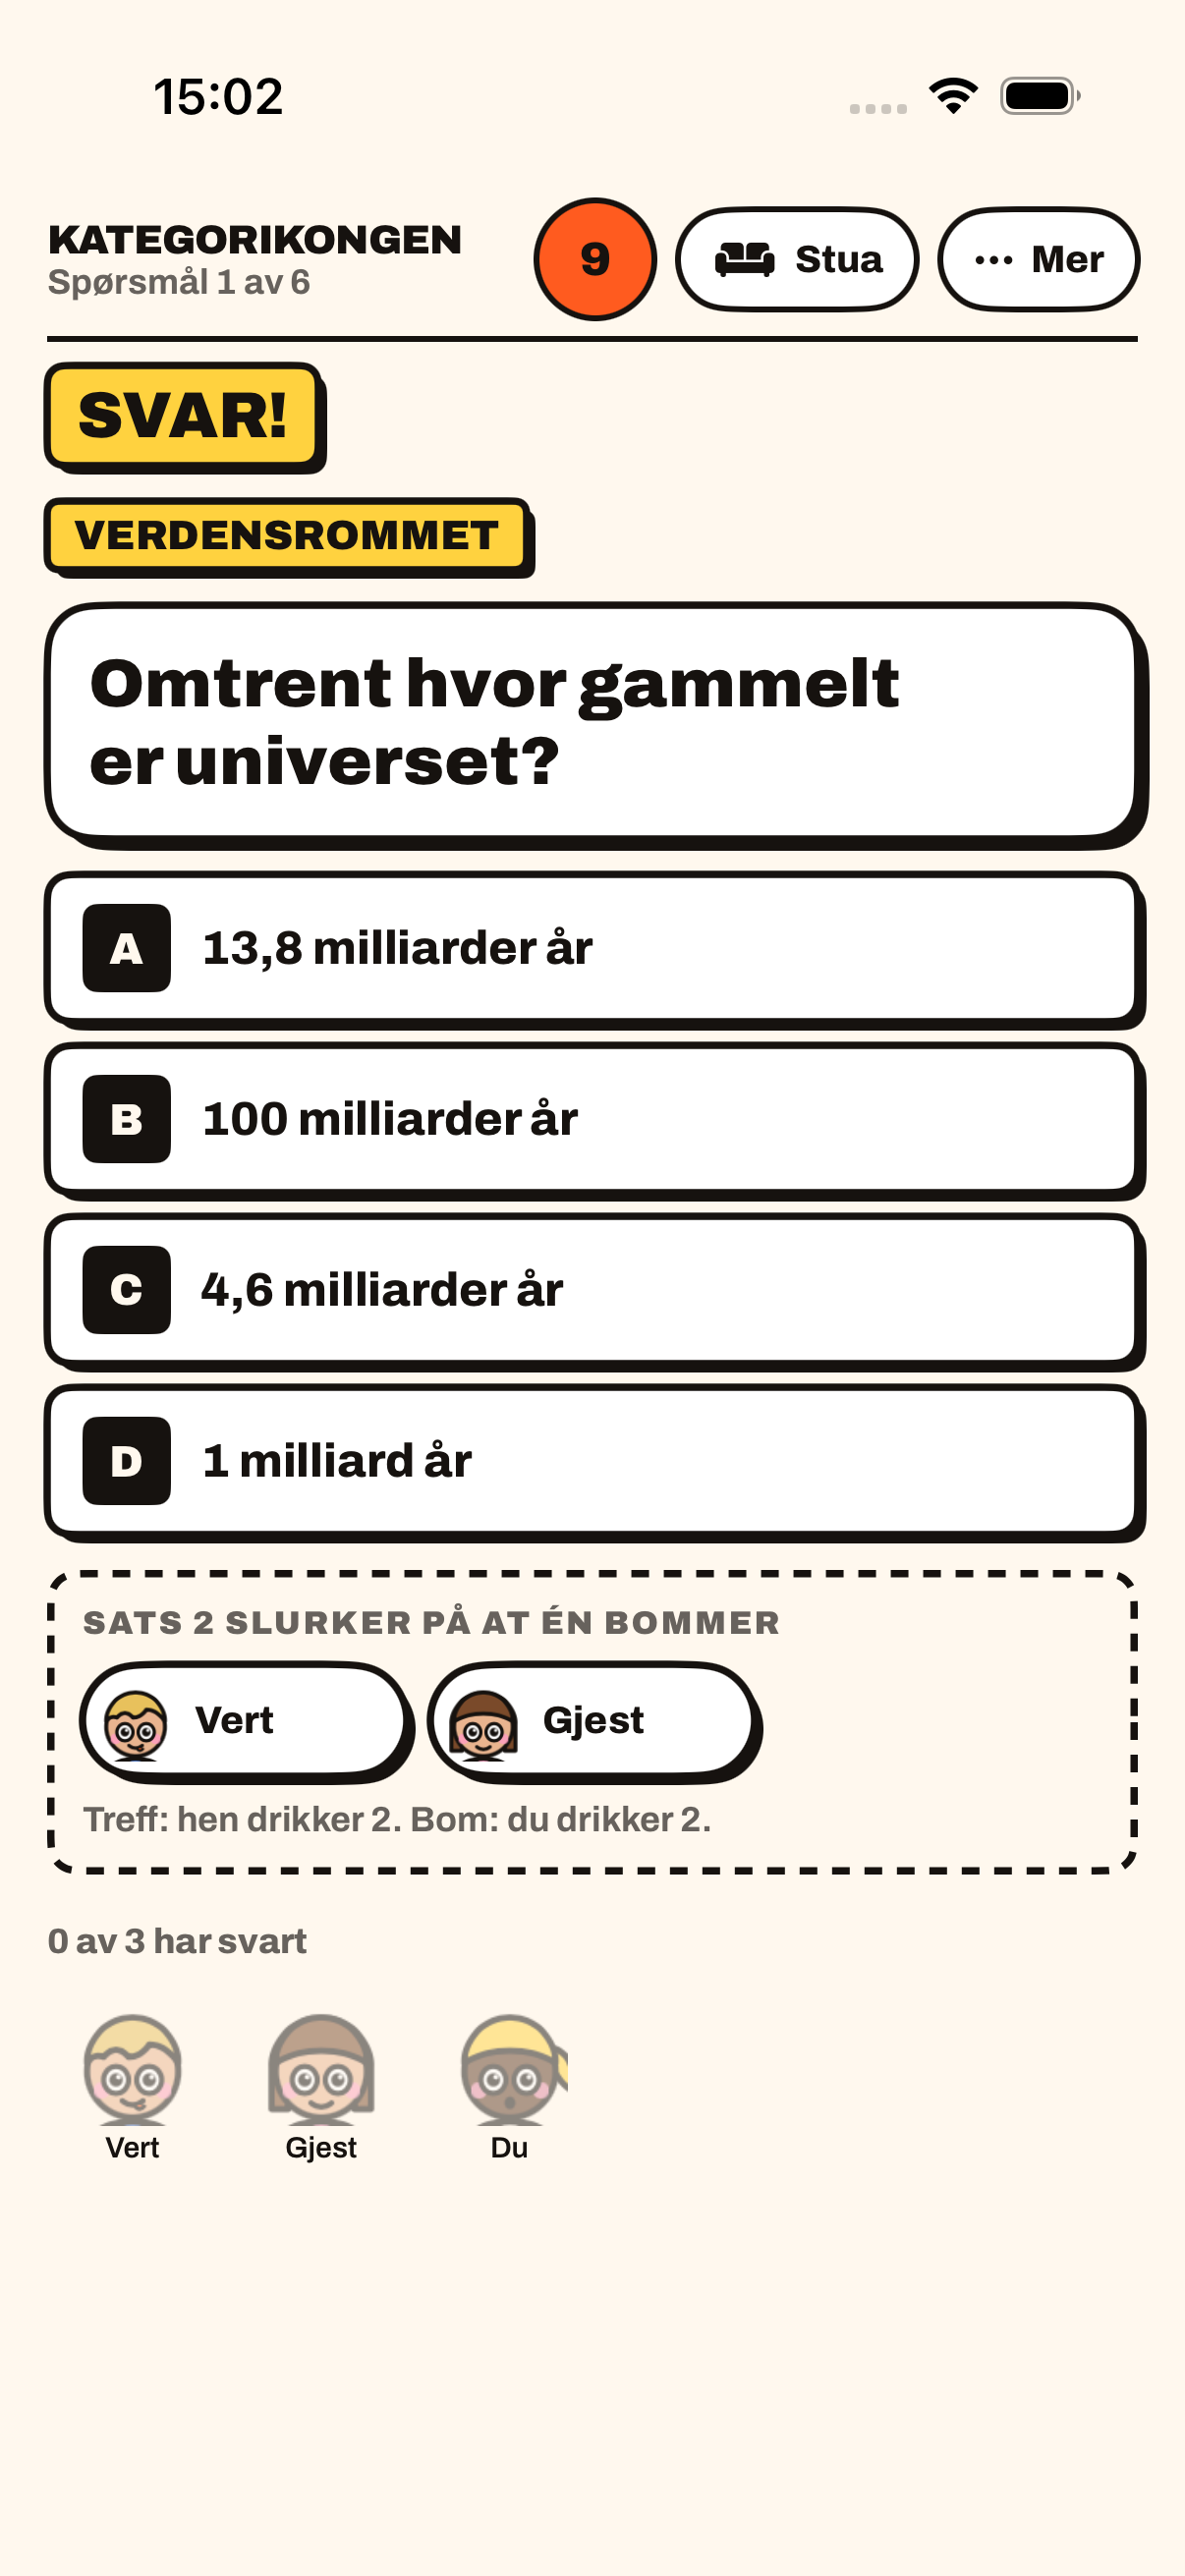 15:02
KATEGORIKONGEN
Spørsmål 1 av 6
9
Stua
Mer
SVAR!
VERDENSROMMET
Omtrent hvor gammelt
er universet?
A 13,8 milliarder år
B 100 milliarder år
C 4,6 milliarder år
D 1 milliard år
SATS 2 SLURKER PÅ AT ÉN BOMMER
Vert
Gjest
Treff: hen drikker 2. Bom: du drikker 2.
0 av 3 har svart
Vert
Gjest
Du